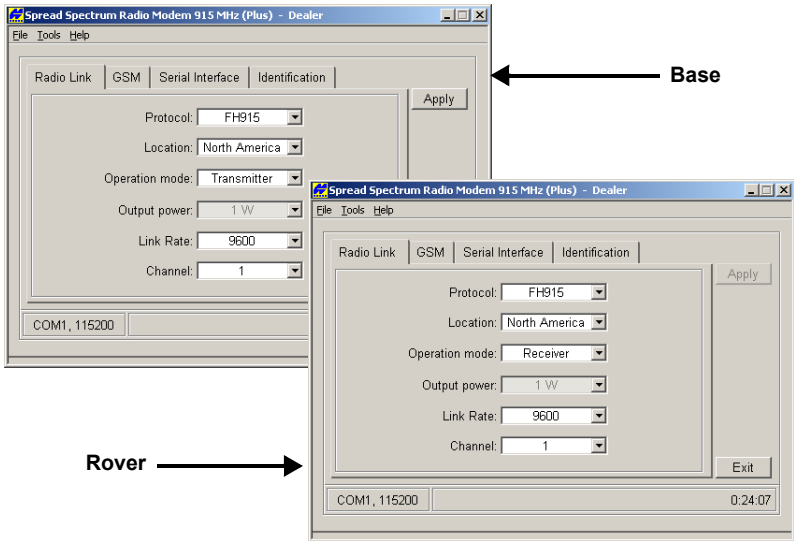 Spread Spectrum Radio Modem 915 MHz (Plus) - Dealer
File Tools Help
Radio Link GSM Serial Interface Identification
Apply
Protocol: FH915
Location: North America
Operation mode: Transmitter
Output power: 1 W
Link Rate: 9600
Channel: 1
COM1, 115200
Base
Spread Spectrum Radio Modem 915 MHz (Plus) - Dealer
File Tools Help
Radio Link GSM Serial Interface Identification
Apply
Protocol: FH915
Location: North America
Operation mode: Receiver
Output power: 1 W
Link Rate: 9600
Channel: 1
Exit
COM1, 115200 0:24:07
Rover